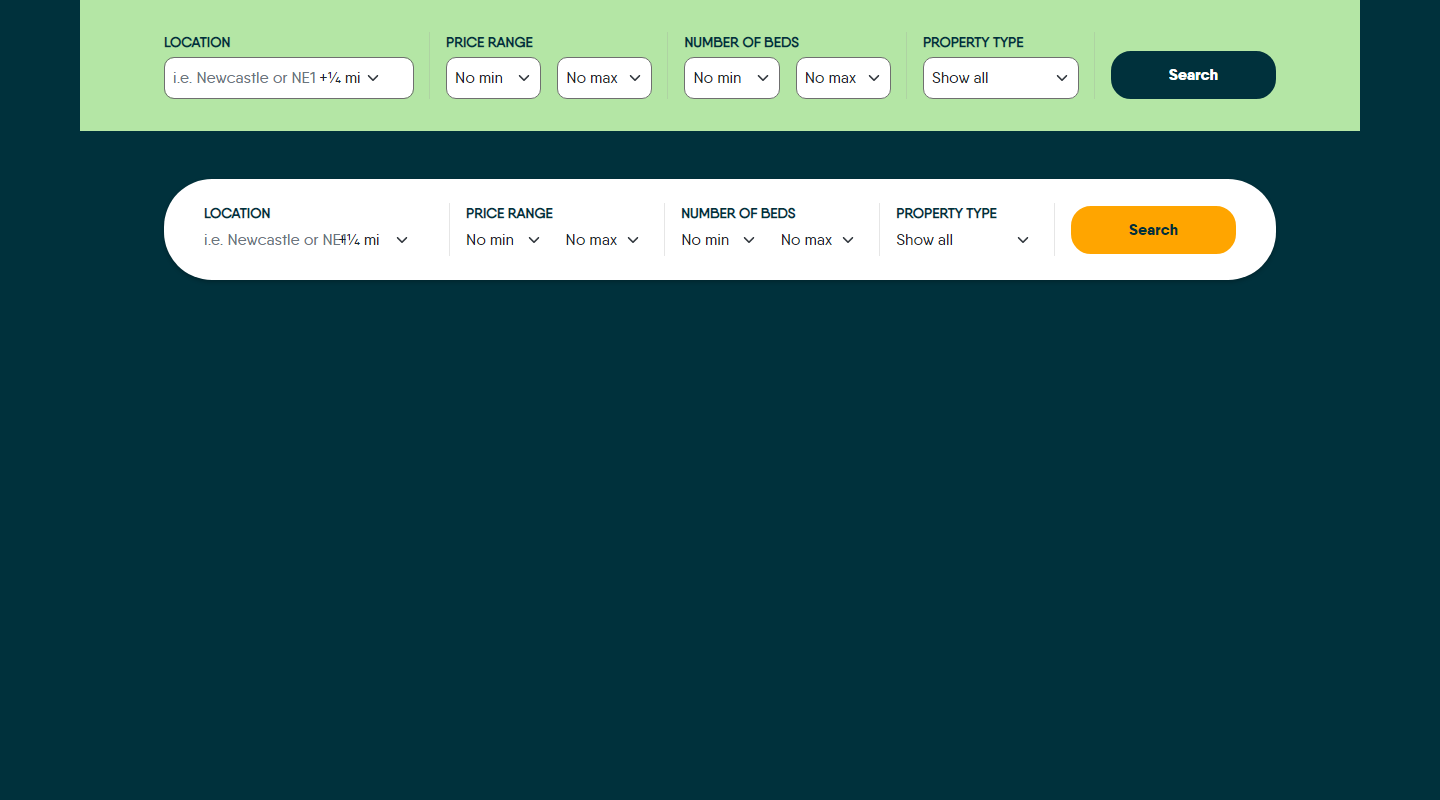 LOCATION PRICE RANGE NUMBER OF BEDS PROPERTY TYPE
i.e. Newcastle or NE1 +¼ mi No min No max No min No max Show all Search
LOCATION PRICE RANGE NUMBER OF BEDS PROPERTY TYPE
i.e. Newcastle or NE1 +¼ mi No min No max No min No max Show all Search